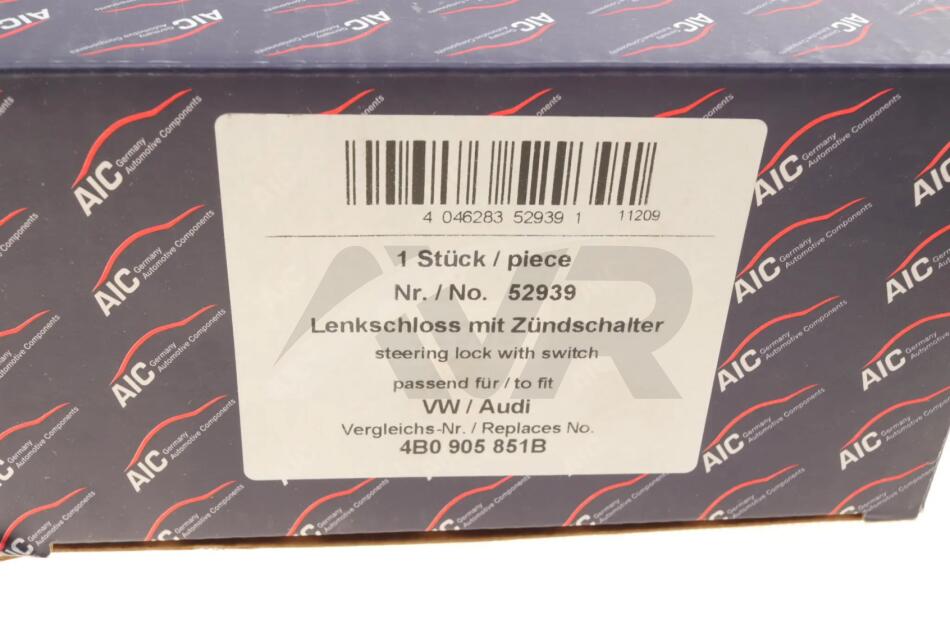 4 046283 52939 1 11209
1 Stück / piece
Nr. / No. 52939
Lenkschloss mit Zündschalter
steering lock with switch
passend für / to fit
VW / Audi
Vergleichs-Nr. / Replaces No.
4B0 905 851B
AIC Germany
Automotive Components
VR